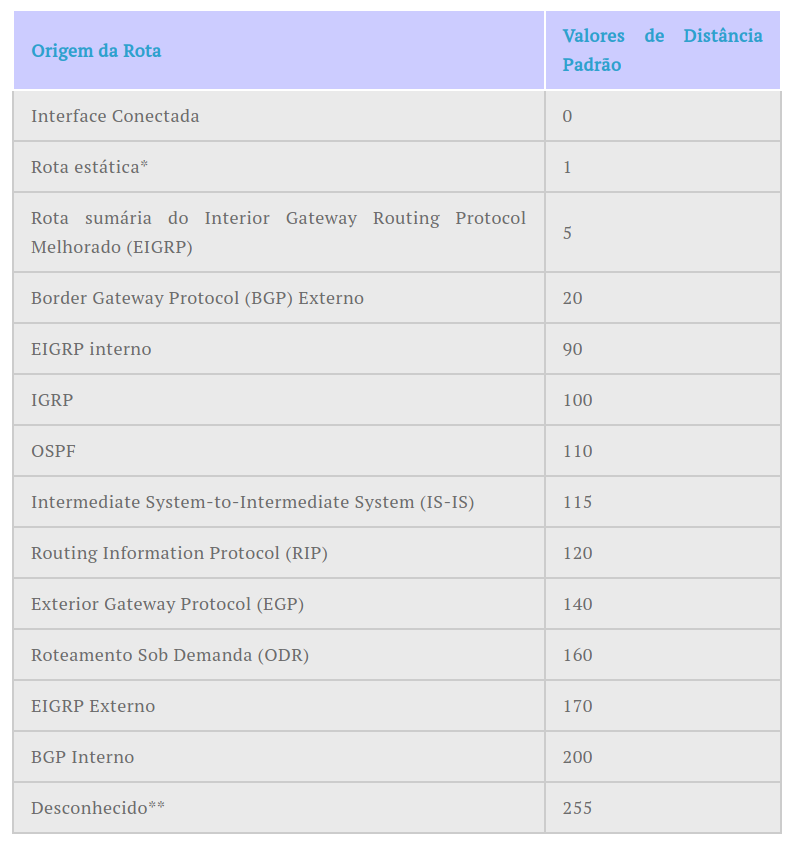 Origem da Rota
Valores de Distância
Padrão
Interface Conectada
0
Rota estática*
1
Rota sumária do Interior Gateway Routing Protocol
Melhorado (EIGRP)
5
Border Gateway Protocol (BGP) Externo
20
EIGRP interno
90
IGRP
100
OSPF
110
Intermediate System-to-Intermediate System (IS-IS)
115
Routing Information Protocol (RIP)
120
Exterior Gateway Protocol (EGP)
140
Roteamento Sob Demanda (ODR)
160
EIGRP Externo
170
BGP Interno
200
Desconhecido**
255